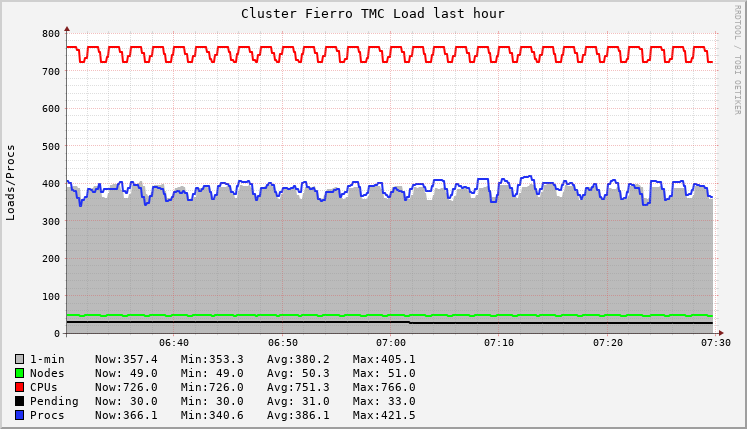 Cluster Fierro TMC Load last hour
RRDTOOL / TOBI OETIKER
Loads/Procs
800
700
600
500
400
300
200
100
0
06:40 06:50 07:00 07:10 07:20 07:30
1-min Now:357.4 Min:353.3 Avg:380.2 Max:405.1
Nodes Now: 49.0 Min: 49.0 Avg: 50.3 Max: 51.0
CPUs Now:726.0 Min:726.0 Avg:751.3 Max:766.0
Pending Now: 30.0 Min: 30.0 Avg: 31.0 Max: 33.0
Procs Now:366.1 Min:340.6 Avg:386.1 Max:421.5